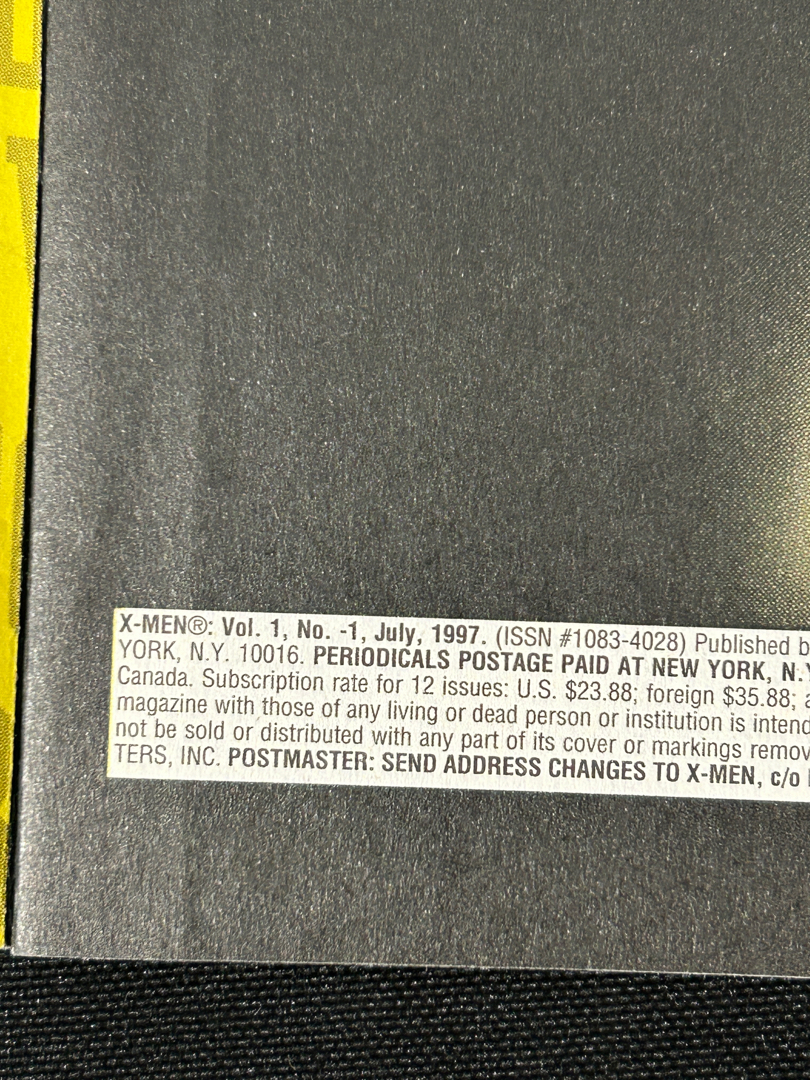 X-MEN®: Vol. 1, No. -1, July, 1997. (ISSN #1083-4028) Published
YORK, N.Y. 10016. PERIODICALS POSTAGE PAID AT NEW YORK, N.Y
Canada. Subscription rate for 12 issues: U.S. $23.88; foreign $35.88;
magazine with those of any living or dead person or institution is intend
not be sold or distributed with any part of its cover or markings remov
TERS, INC. POSTMASTER: SEND ADDRESS CHANGES TO X-MEN, c/o